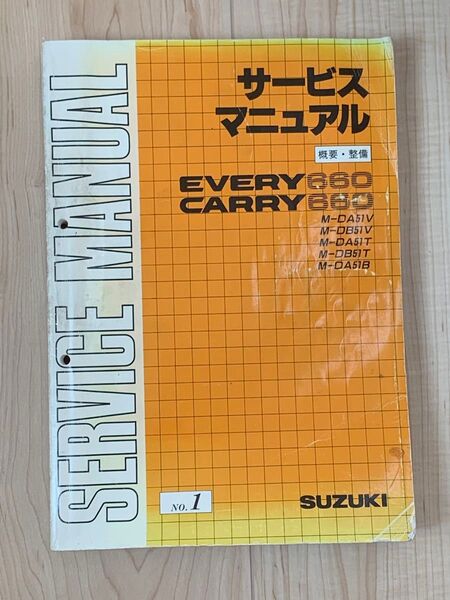 SERVICE MANUAL
サービス
マニュアル
概要・整備
EVERY660
CARRY660
M-DA51V
M-DB51V
M-DA51T
M-DB51T
M-DA51B
NO. 1
SUZUKI